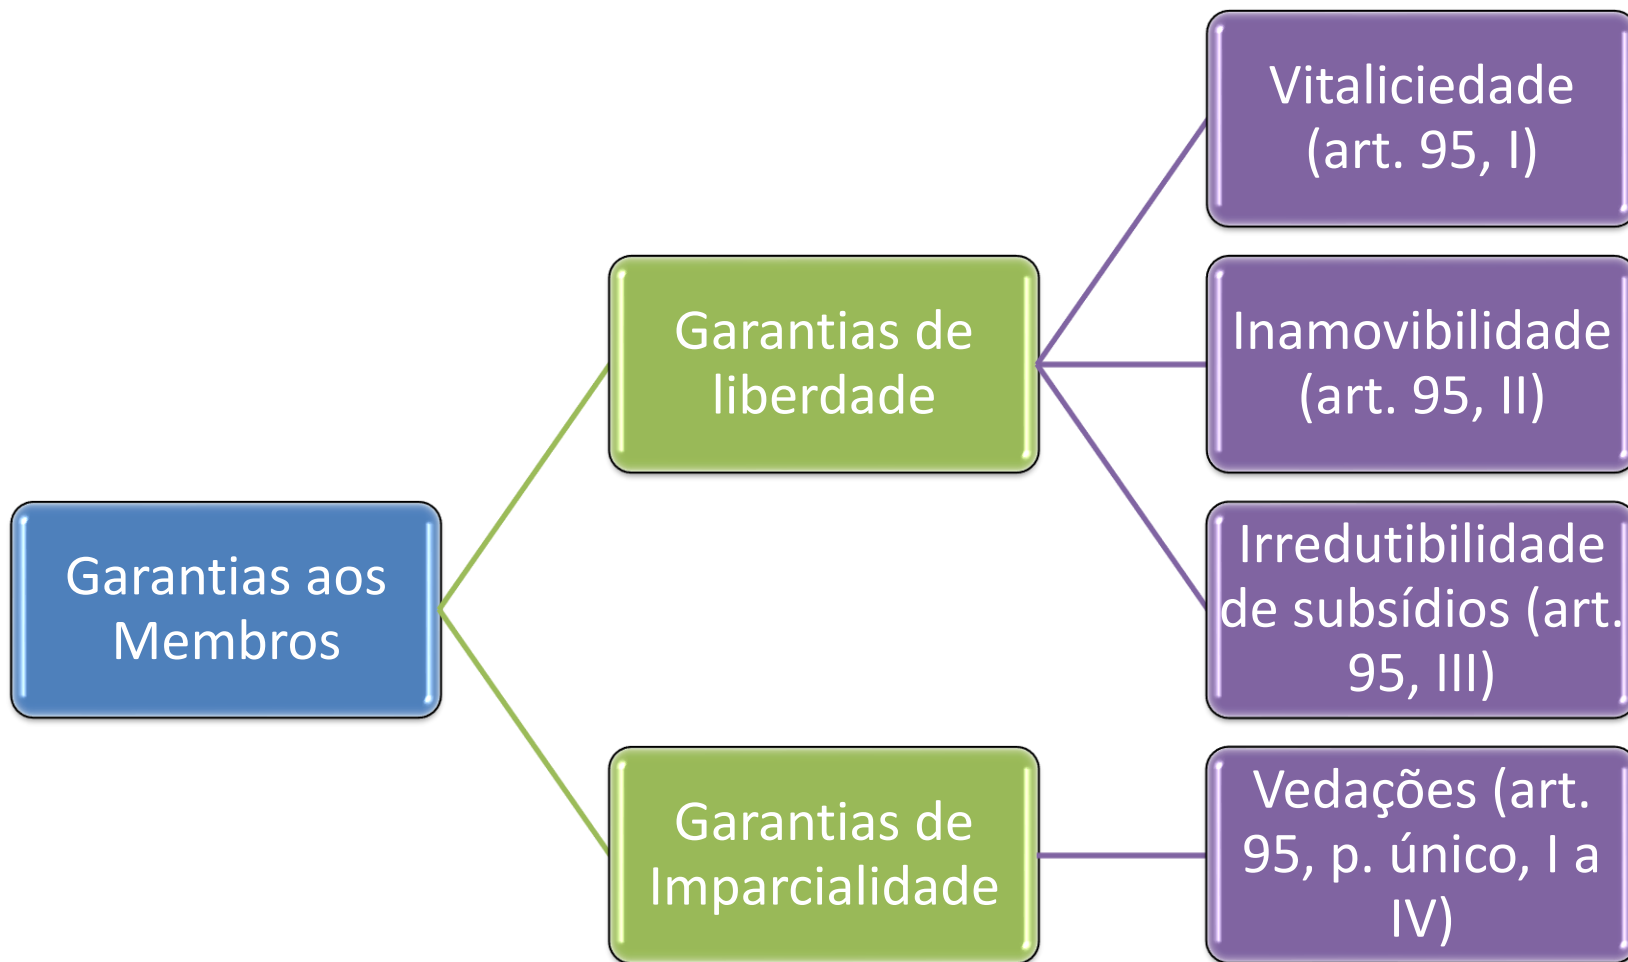 Garantias aos
Membros
Garantias de
liberdade
Vitaliciedade
(art. 95, I)
Inamovibilidade
(art. 95, II)
Irredutibilidade
de subsídios (art.
95, III)
Garantias de
Imparcialidade
Vedações (art.
95, p. único, I a
IV)